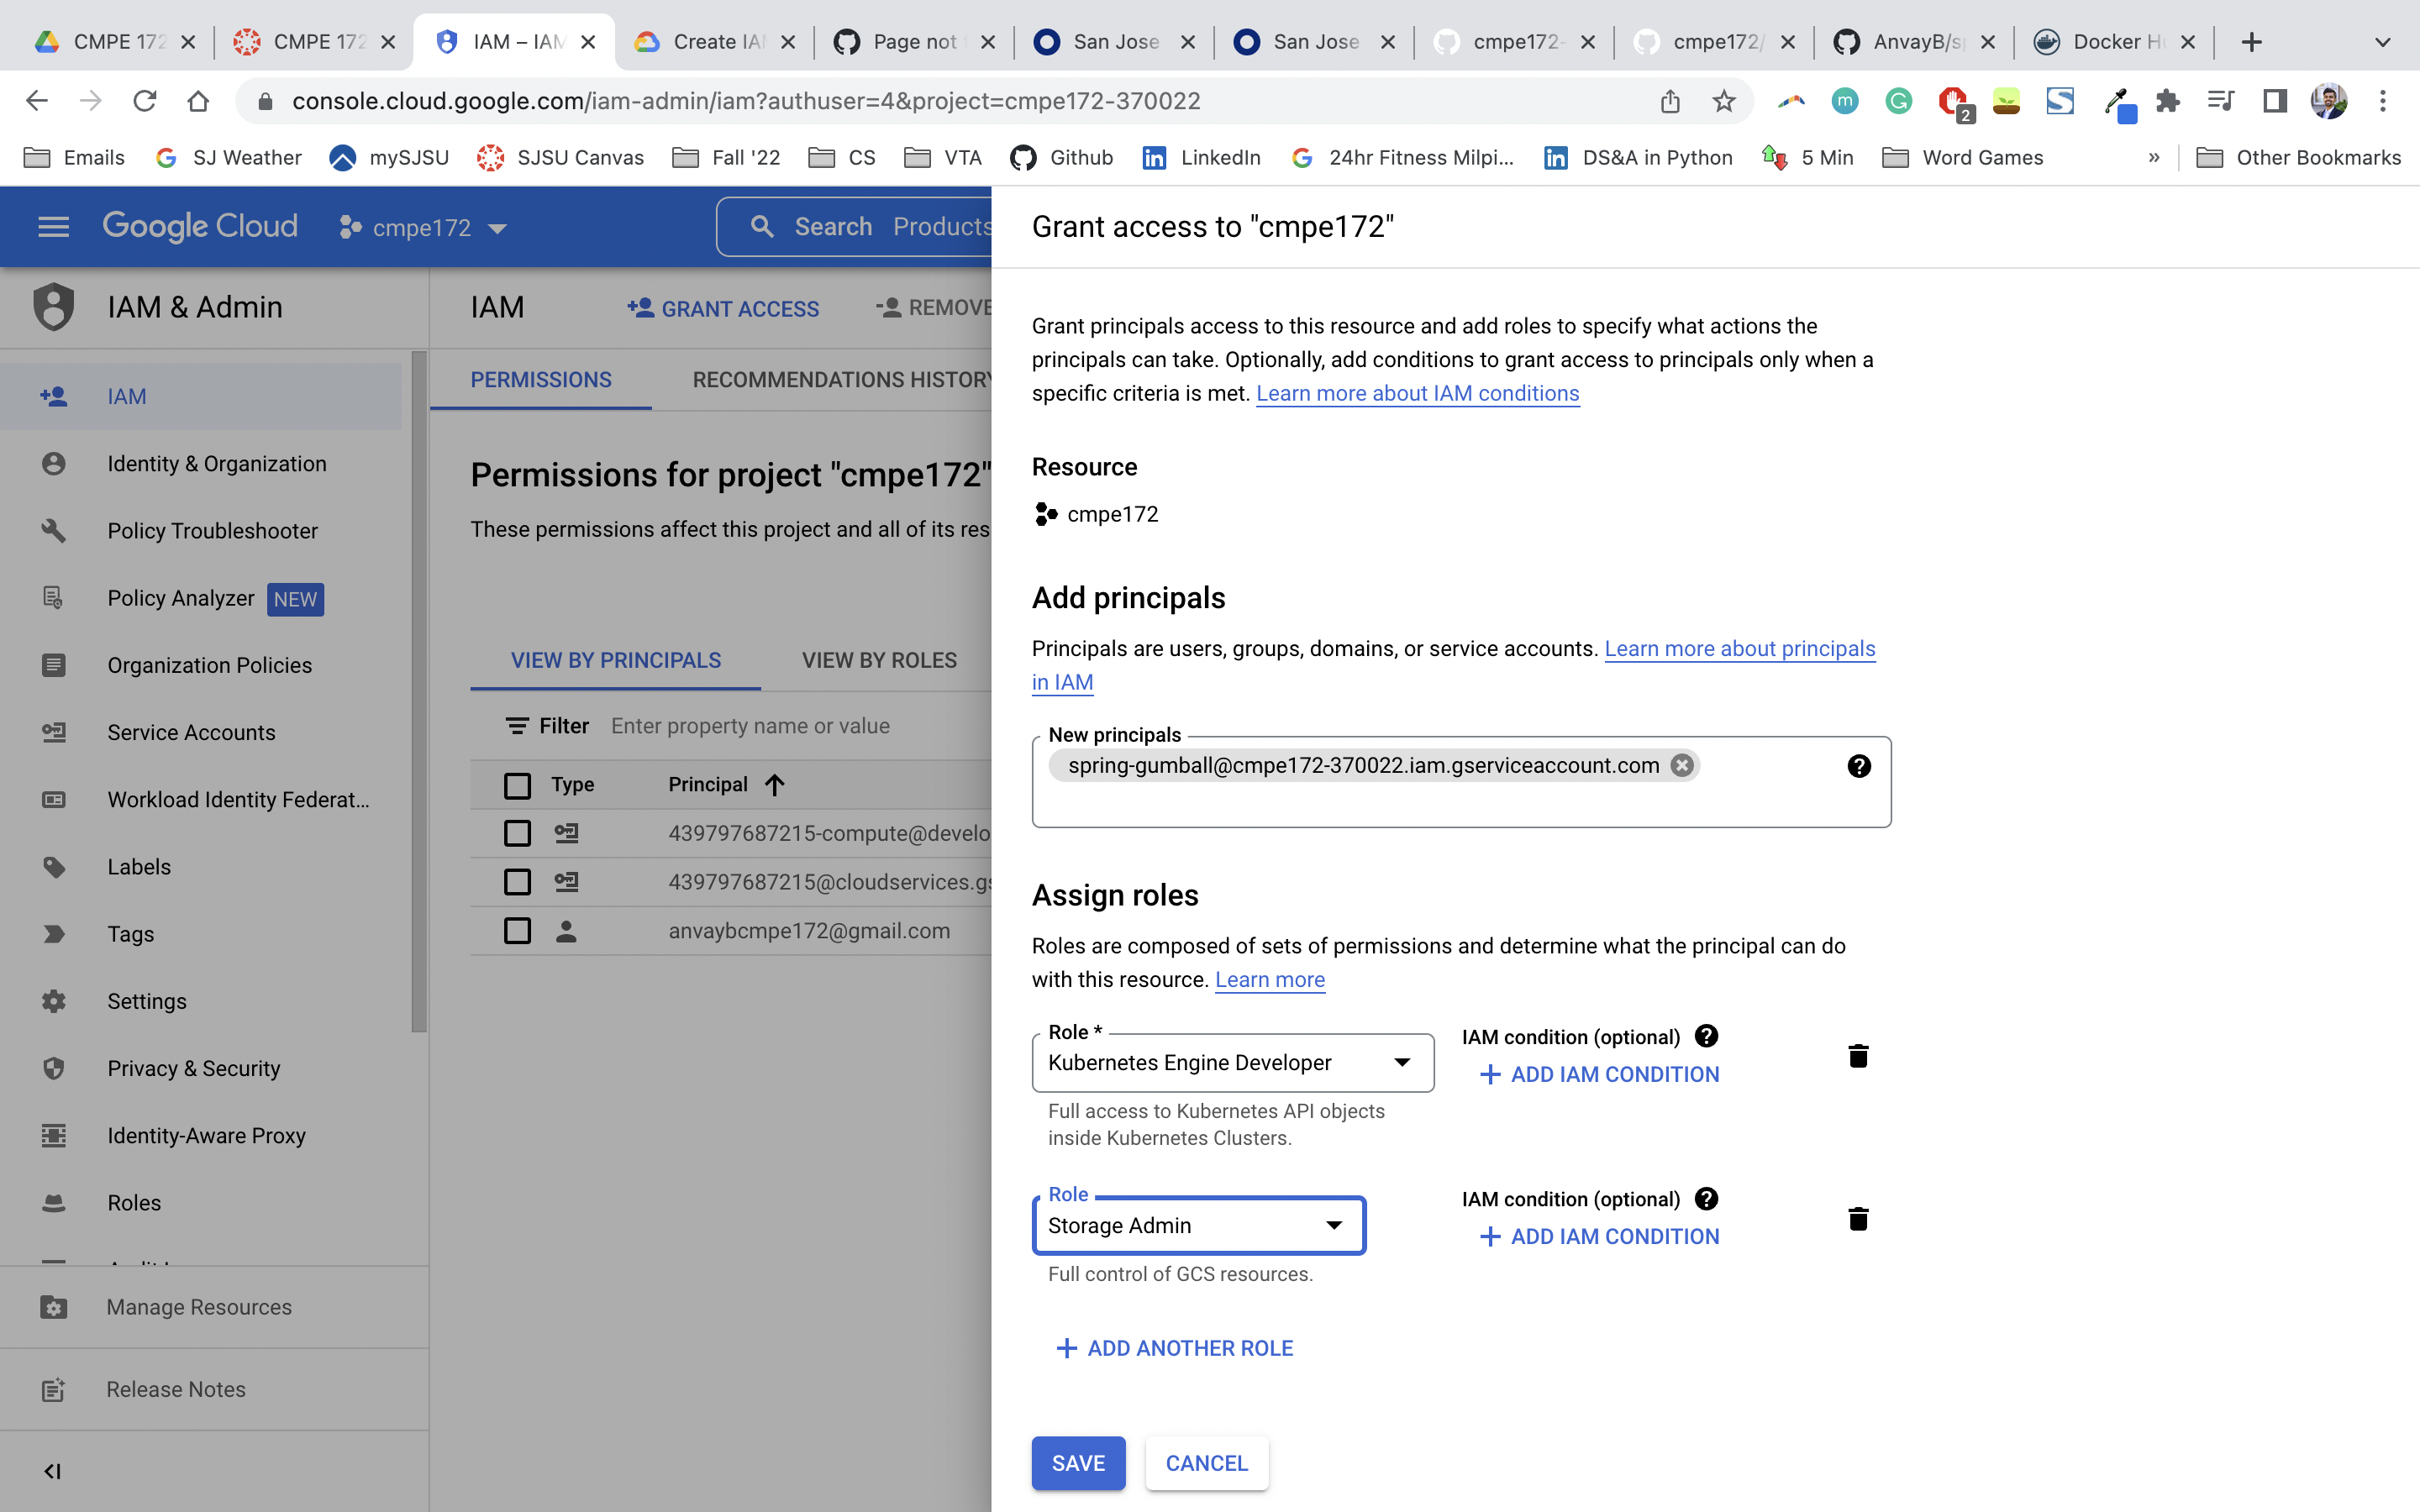 CMPE 172
CMPE 172
IAM – IAM
Create IA
Page not
San Jose
San Jose
cmpe172-
cmpe172/
AnvayB/s
Docker H
console.cloud.google.com/iam-admin/iam?authuser=4&project=cmpe172-370022
2
Emails
SJ Weather
mySJSU
SJSU Canvas
Fall '22
CS
VTA
Github
LinkedIn
24hr Fitness Milpi...
DS&A in Python
5 Min
Word Games
»
Other Bookmarks
Google Cloud
cmpe172
Search Products
IAM & Admin
IAM
Identity & Organization
Policy Troubleshooter
Policy Analyzer NEW
Organization Policies
Service Accounts
Workload Identity Federat...
Labels
Tags
Settings
Privacy & Security
Identity-Aware Proxy
Roles
Manage Resources
Release Notes
IAM
GRANT ACCESS
REMOVE
PERMISSIONS
RECOMMENDATIONS HISTORY
Permissions for project "cmpe172"
These permissions affect this project and all of its res
VIEW BY PRINCIPALS
VIEW BY ROLES
Filter Enter property name or value
Type Principal
439797687215-compute@develo
439797687215@cloudservices.gs
anvaybcmpe172@gmail.com
Grant access to "cmpe172"
Grant principals access to this resource and add roles to specify what actions the
principals can take. Optionally, add conditions to grant access to principals only when a
specific criteria is met. Learn more about IAM conditions
Resource
cmpe172
Add principals
Principals are users, groups, domains, or service accounts. Learn more about principals
in IAM
New principals
spring-gumball@cmpe172-370022.iam.gserviceaccount.com
Assign roles
Roles are composed of sets of permissions and determine what the principal can do
with this resource. Learn more
Role *
Kubernetes Engine Developer
IAM condition (optional)
ADD IAM CONDITION
Full access to Kubernetes API objects
inside Kubernetes Clusters.
Role
Storage Admin
IAM condition (optional)
ADD IAM CONDITION
Full control of GCS resources.
ADD ANOTHER ROLE
SAVE
CANCEL